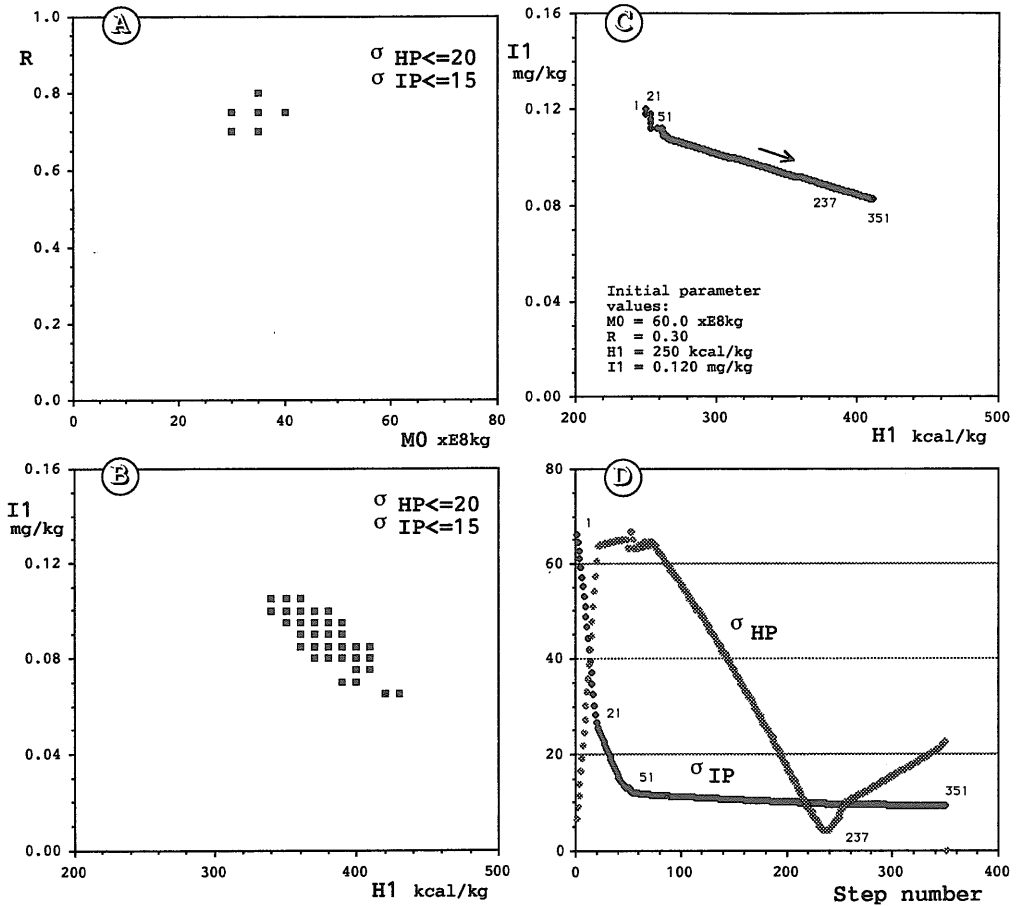 A
1.0
R
σ HP<=20
σ IP<=15
0.8
0.6
0.4
0.2
0.0
0
20
40
60
80
M0 xE8kg
C
0.16
I1
mg/kg
0.12
0.08
0.04
0.00
1
21
51
237
351
Initial parameter
values:
M0 = 60.0 xE8kg
R = 0.30
H1 = 250 kcal/kg
I1 = 0.120 mg/kg
200
300
400
500
H1 kcal/kg
B
0.16
I1
mg/kg
σ HP<=20
σ IP<=15
0.12
0.08
0.04
0.00
200
300
400
500
H1 kcal/kg
D
80
60
40
20
0
1
21
51
σ HP
σ IP
351
237
0
100
200
300
400
Step number